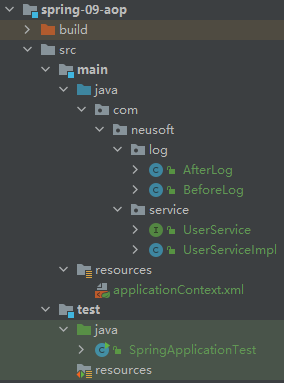 spring-09-aop
build
src
main
java
com
neusoft
log
AfterLog
BeforeLog
service
UserService
UserServiceImpl
resources
applicationContext.xml
test
java
SpringApplicationTest
resources